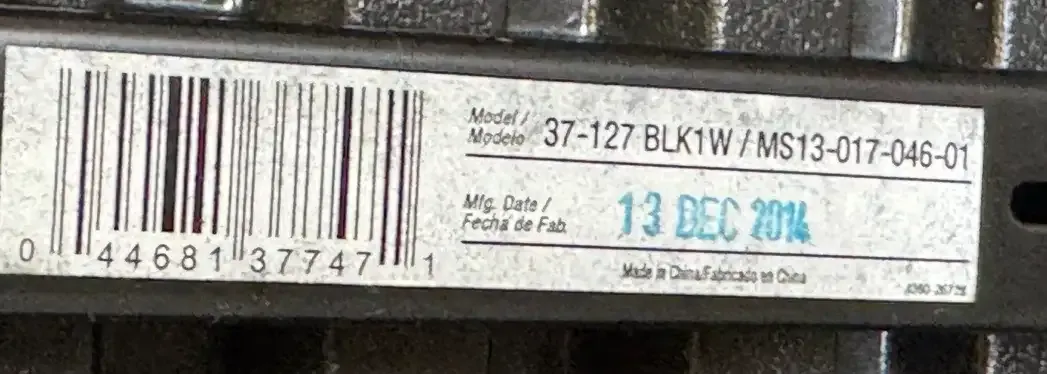 Model /
Modelo 37-127 BLK1W / MS13-017-046-01
Mfg. Date /
Fecha de Fab. 13 DEC 2014
Made in China/Fabricado en China
0 44681 37747 1